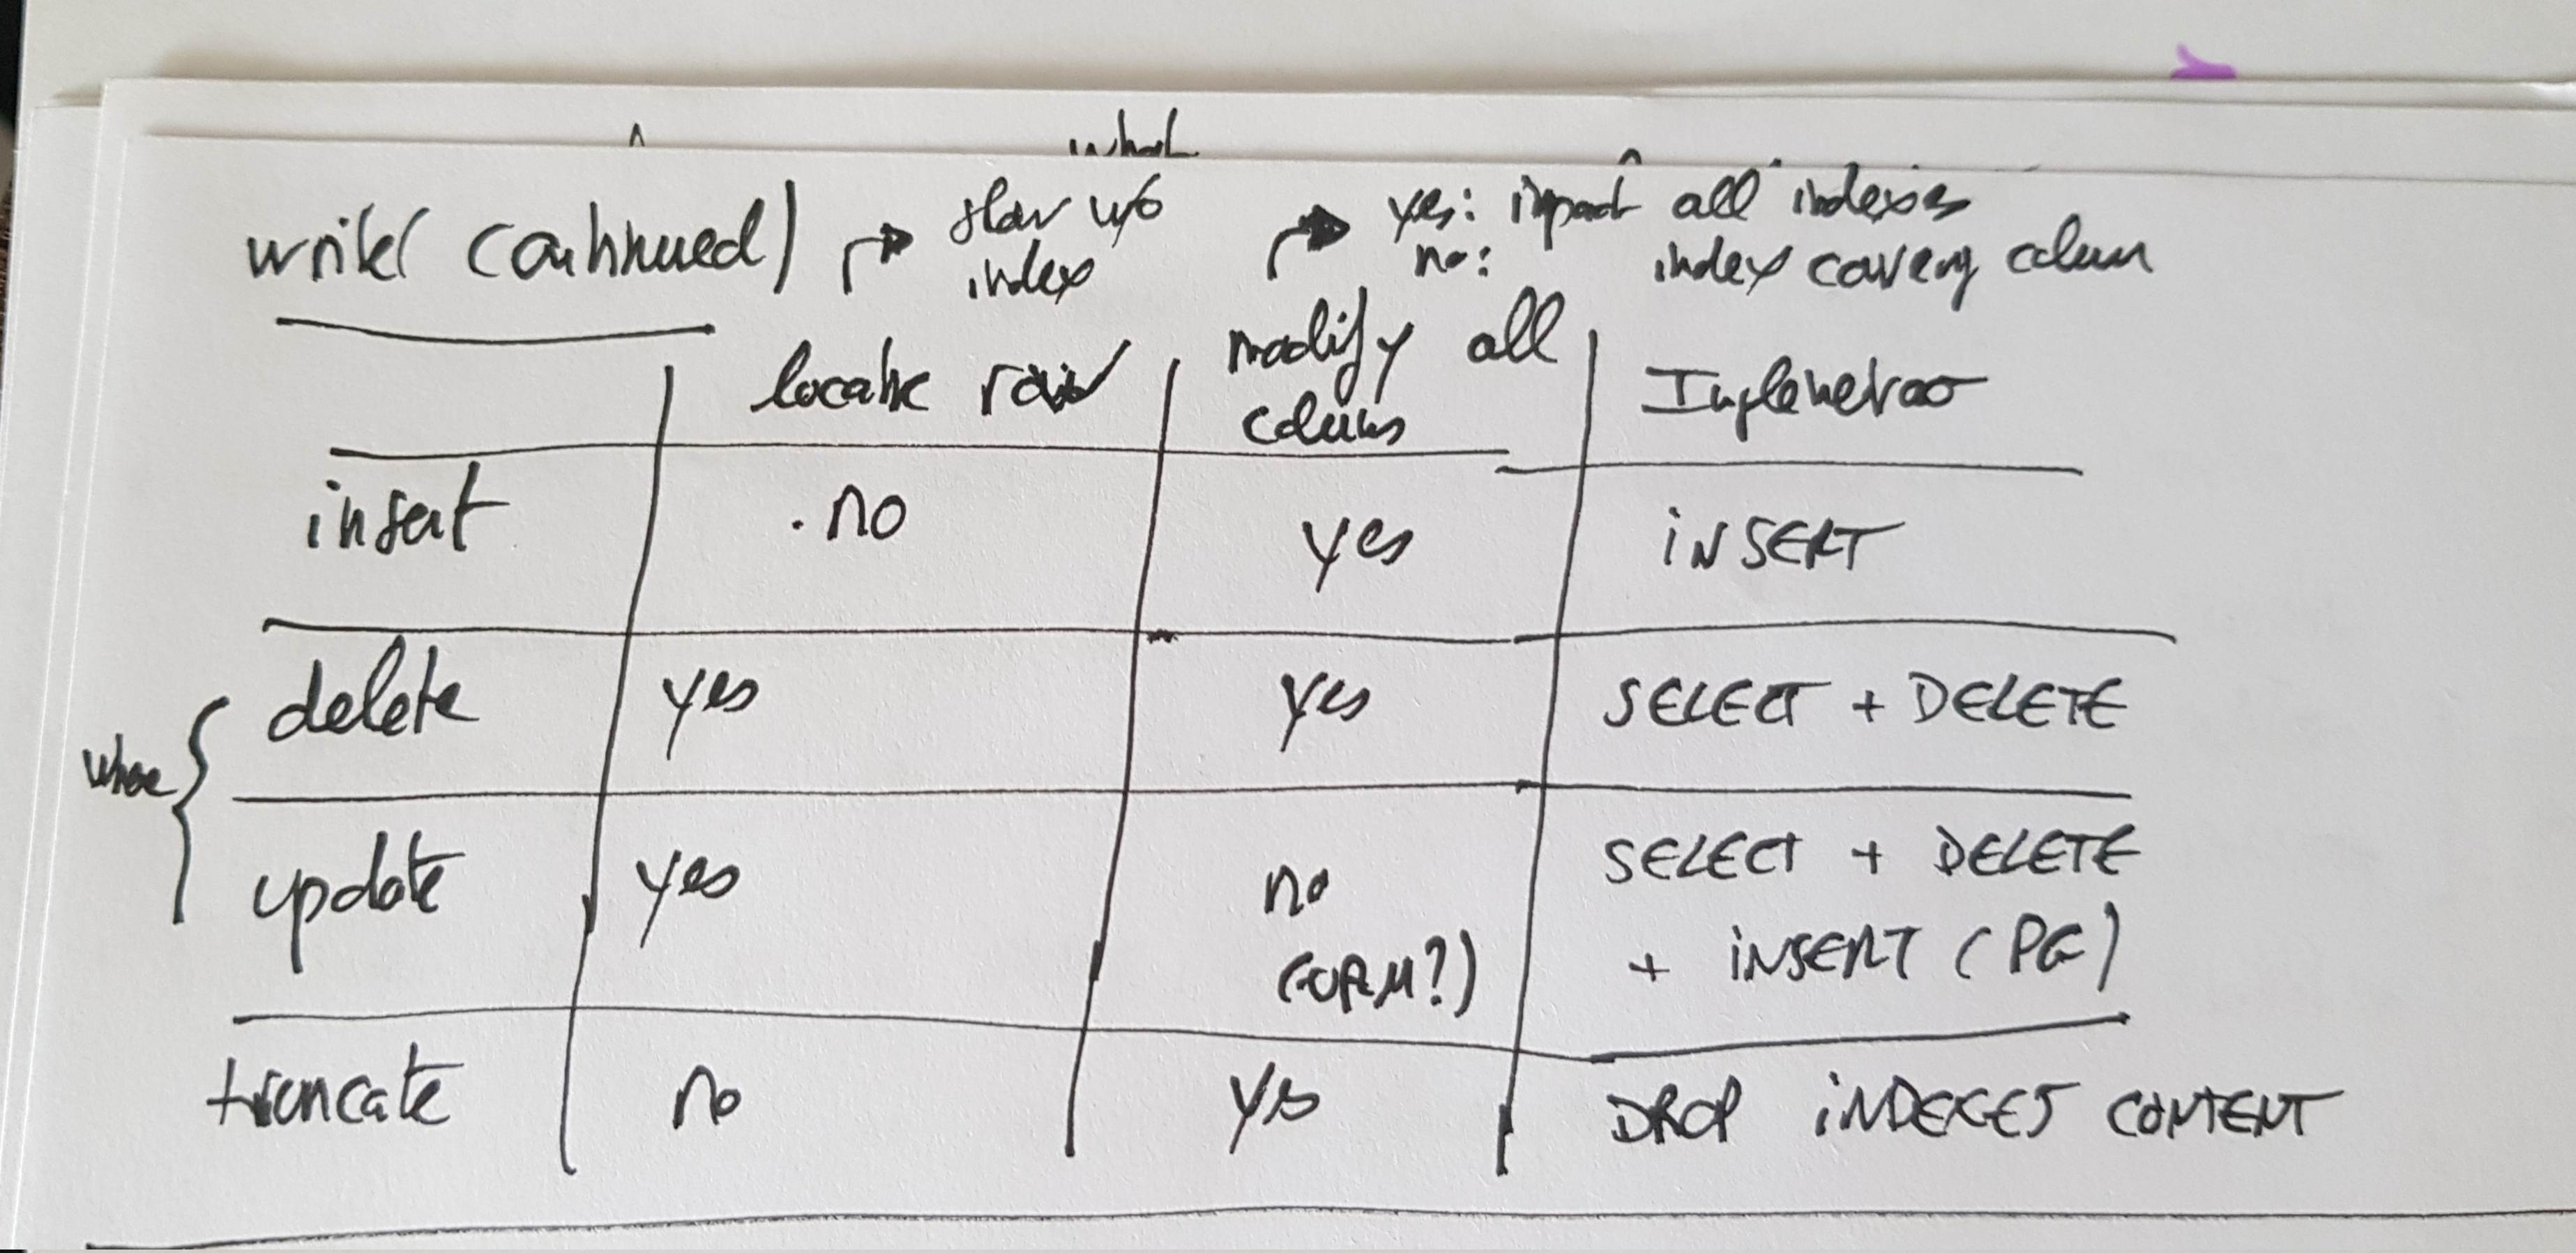 what
write (continued)
slow w/o
index
yes: impact all indexes
no: index covering column
locate row
modify all
columns
Implementation
insert
no
yes
INSERT
where
delete
yes
yes
SELECT + DELETE
update
yes
no
(ORM?)
SELECT + DELETE
+ INSERT (PG)
truncate
no
yes
DROP INDEXES CONTENT